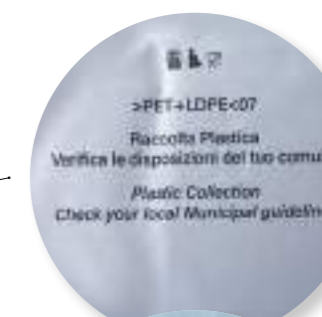 >PET+LDPE<07
Raccolta Plastica
Verifica le disposizioni del tuo comu
Plastic Collection
Check your local Municipal guidelin